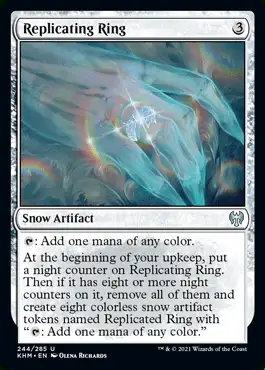 Replicating Ring 3
Snow Artifact
: Add one mana of any color.
At the beginning of your upkeep, put
a night counter on Replicating Ring.
Then if it has eight or more night
counters on it, remove all of them and
create eight colorless snow artifact
tokens named Replicated Ring with
“: Add one mana of any color.”
244/285 U
KHM • EN OLENA RICHARDS
™ & © 2021 Wizards of the Coast